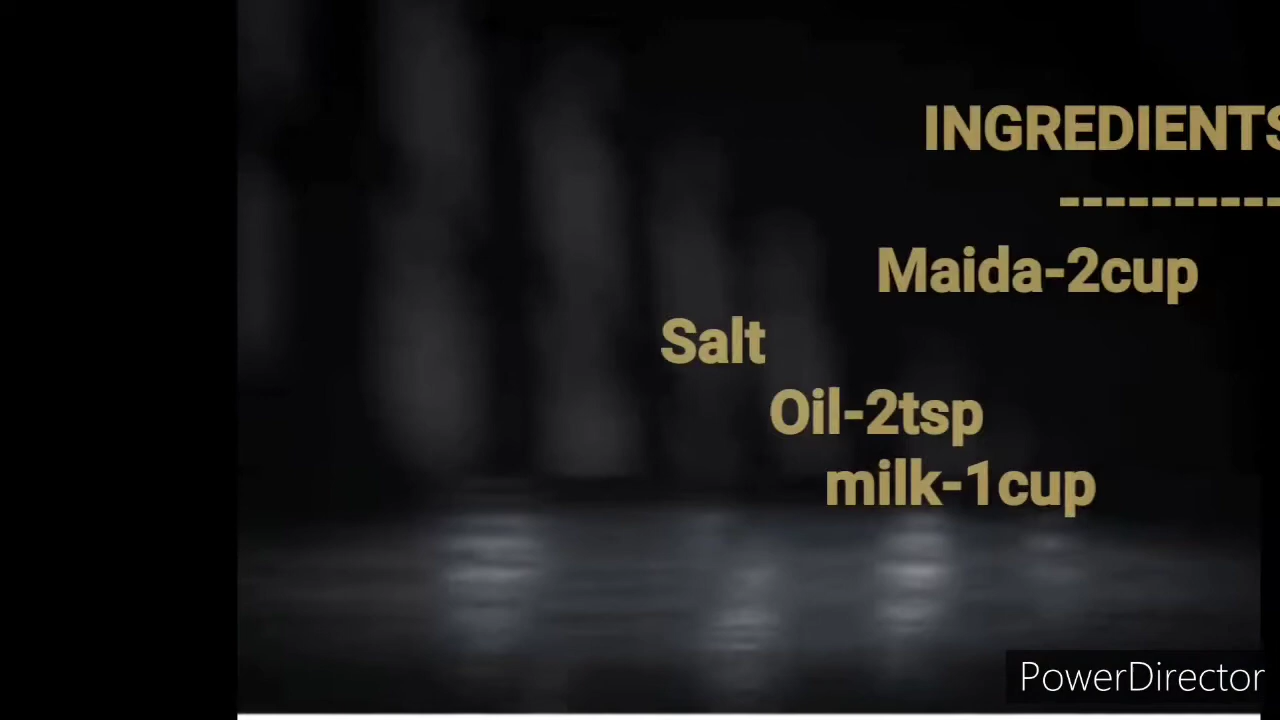 INGREDIENTS
----------
Maida-2cup
Salt
Oil-2tsp
milk-1cup
PowerDirector